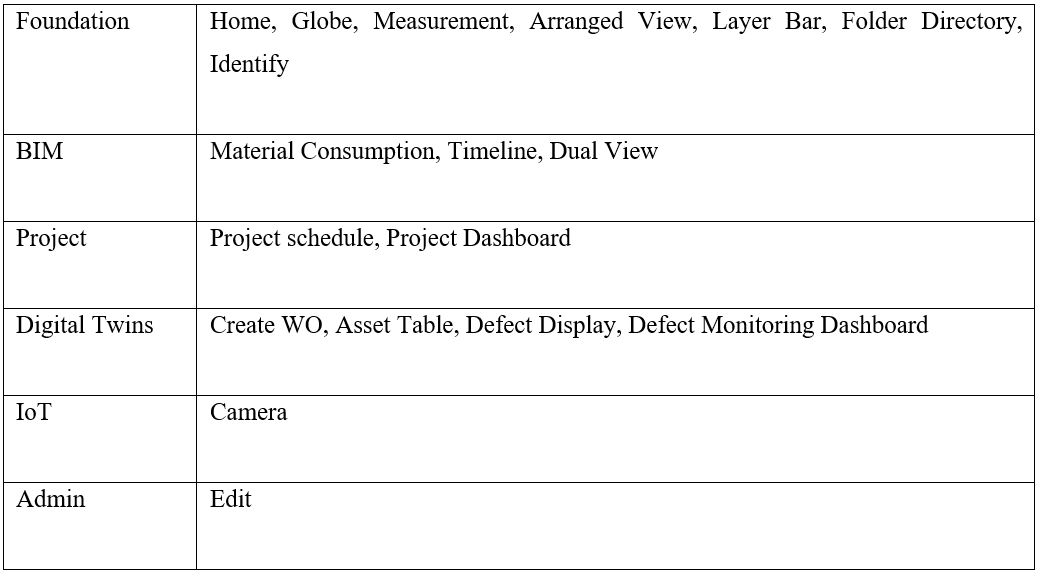 Foundation Home, Globe, Measurement, Arranged View, Layer Bar, Folder Directory,
Identify
BIM Material Consumption, Timeline, Dual View
Project Project schedule, Project Dashboard
Digital Twins Create WO, Asset Table, Defect Display, Defect Monitoring Dashboard
IoT Camera
Admin Edit